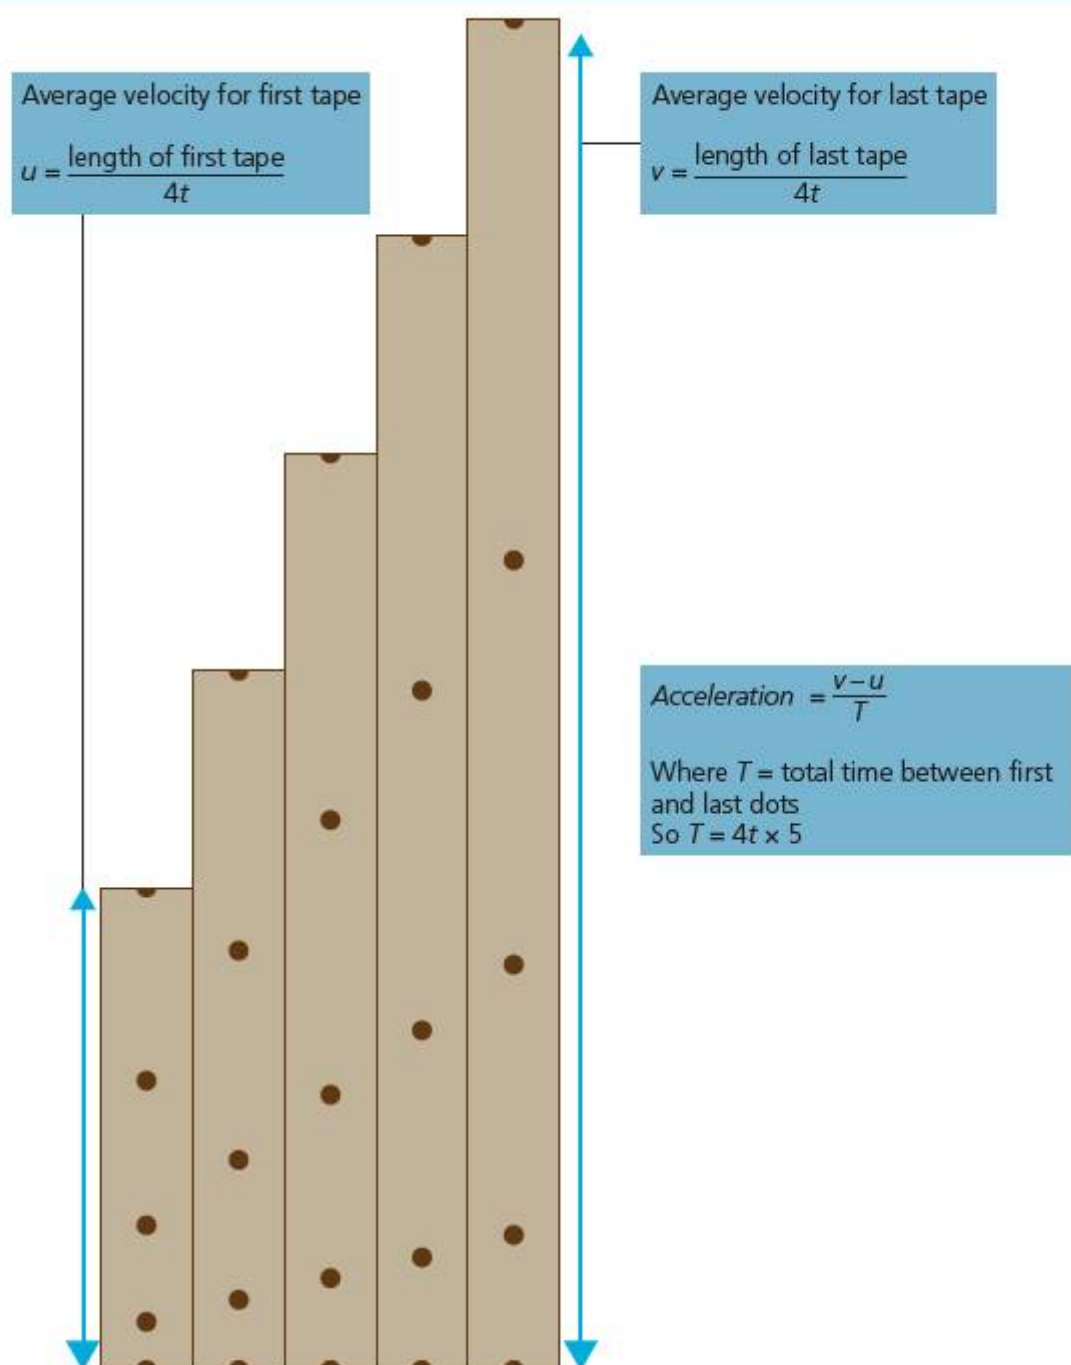 Average velocity for first tape
u = length of first tape / 4t
Average velocity for last tape
v = length of last tape / 4t
Acceleration = v – u / T
Where T = total time between first
and last dots
So T = 4t × 5